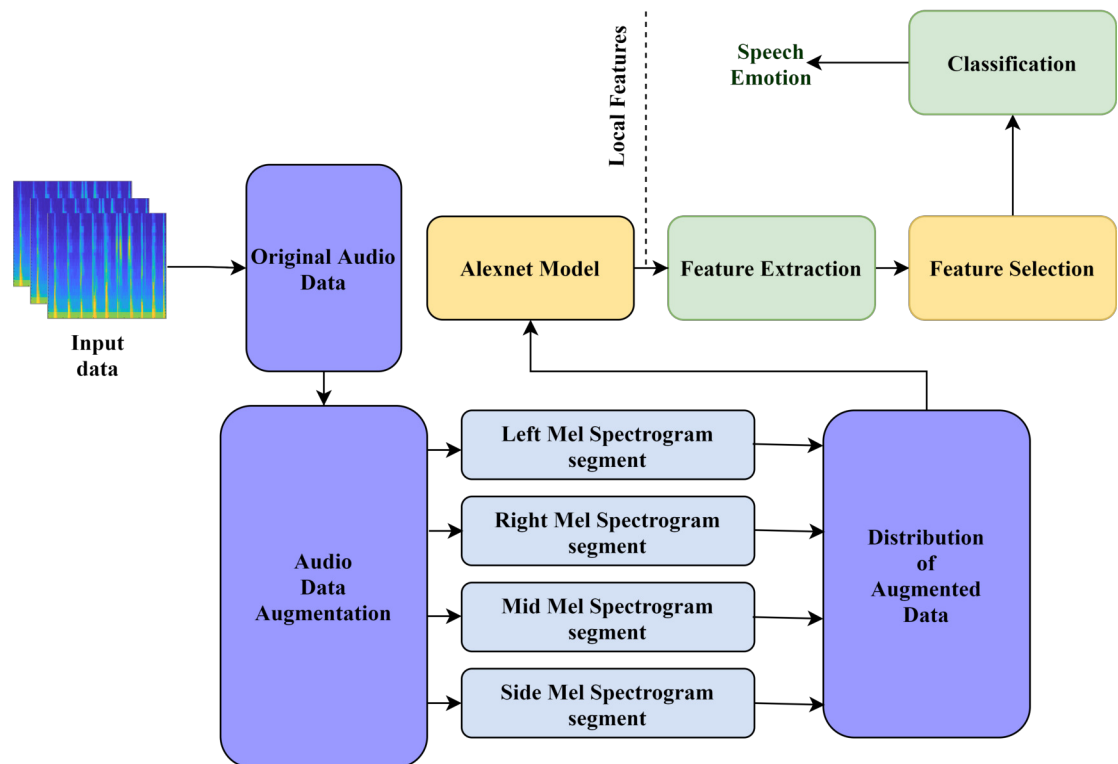 Speech
Emotion
Classification
Local Features
Input
data
Original Audio
Data
Alexnet Model
Feature Extraction
Feature Selection
Audio
Data
Augmentation
Left Mel Spectrogram
segment
Right Mel Spectrogram
segment
Mid Mel Spectrogram
segment
Side Mel Spectrogram
segment
Distribution
of
Augmented
Data